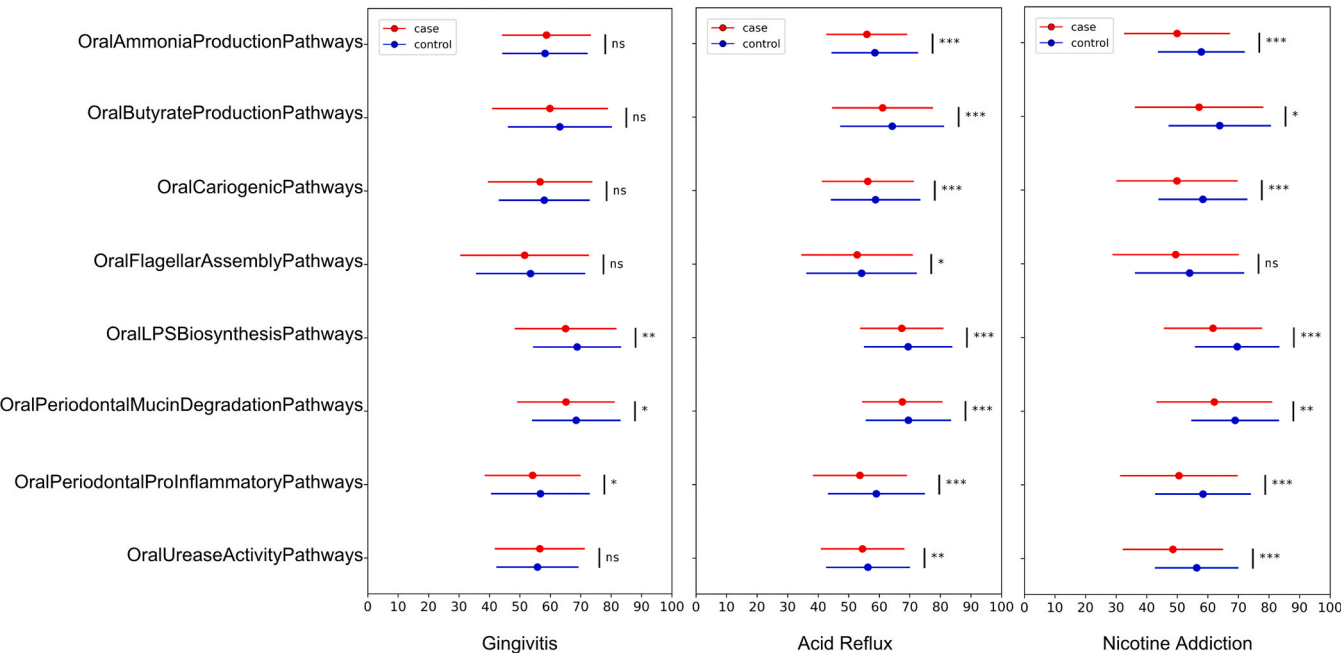 case
control
case
control
case
control
OralAmmoniaProductionPathways
ns
***
***
OralButyrateProductionPathways
ns
***
*
OralCariogenicPathways
ns
***
***
OralFlagellarAssemblyPathways
ns
*
ns
OralLPSBiosynthesisPathways
**
***
***
OralPeriodontalMucinDegradationPathways
*
***
**
OralPeriodontalProInflammatoryPathways
*
***
***
OralUreaseActivityPathways
ns
**
***
0 10 20 30 40 50 60 70 80 90 100
0 10 20 30 40 50 60 70 80 90 100
0 10 20 30 40 50 60 70 80 90 100
Gingivitis
Acid Reflux
Nicotine Addiction